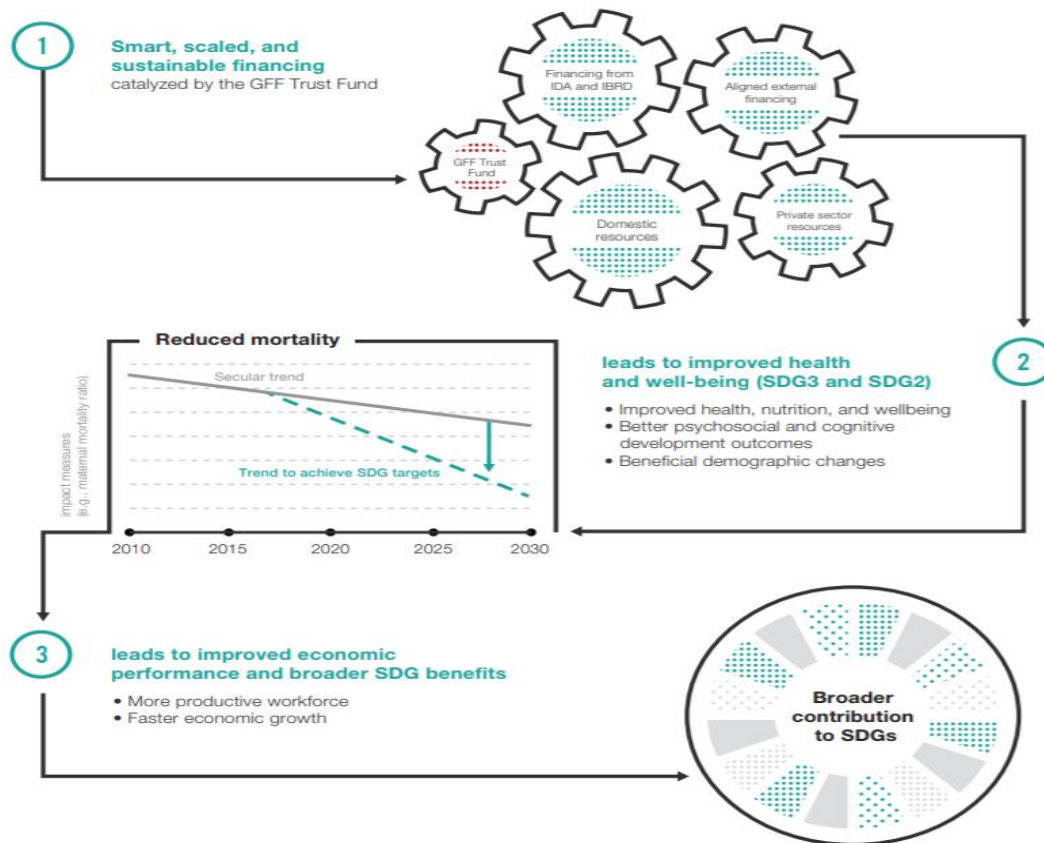 1
Smart, scaled, and
sustainable financing
catalyzed by the GFF Trust Fund
Financing from
IDA and IBRD
Aligned external
financing
GFF Trust
Fund
Domestic
resources
Private sector
resources
2
leads to improved health
and well-being (SDG3 and SDG2)
• Improved health, nutrition, and wellbeing
• Better psychosocial and cognitive
development outcomes
• Beneficial demographic changes
Reduced mortality
Secular trend
Trend to achieve SDG targets
impact measures
(e.g., maternal mortality ratio)
2010
2015
2020
2025
2030
3
leads to improved economic
performance and broader SDG benefits
• More productive workforce
• Faster economic growth
Broader
contribution
to SDGs